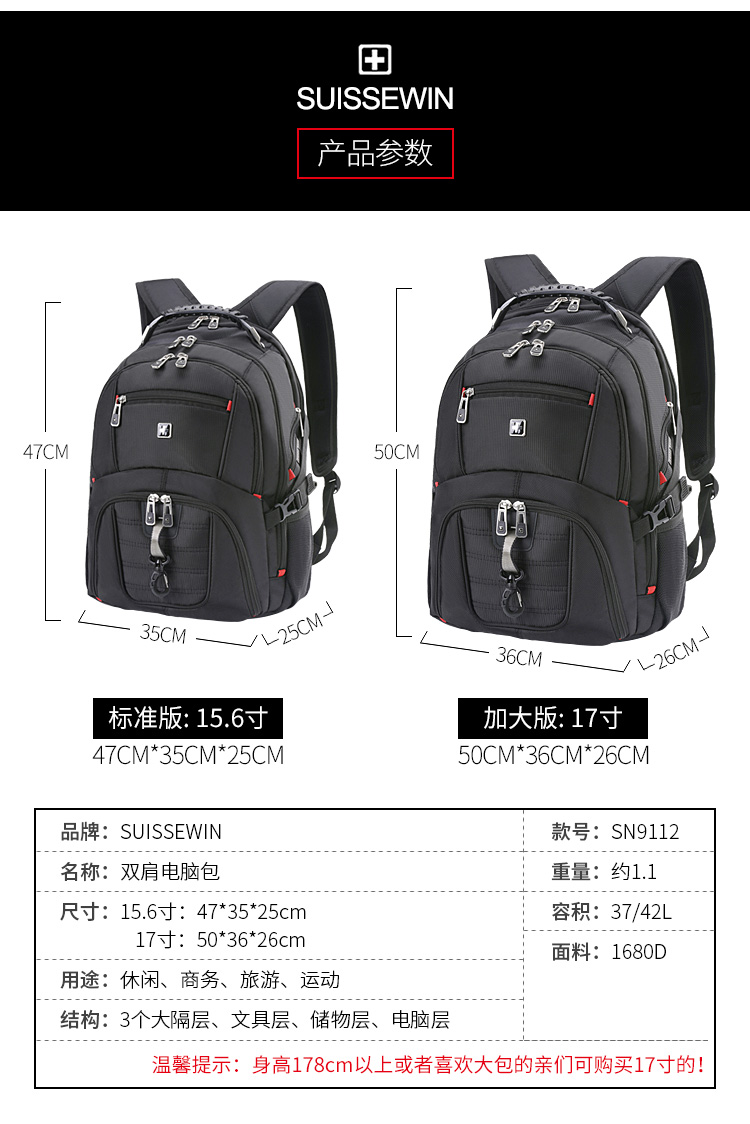 SUISSEWIN
产品参数
47CM
35CM
25CM
50CM
36CM
26CM
标准版: 15.6寸
47CM*35CM*25CM
加大版: 17寸
50CM*36CM*26CM
品牌：SUISSEWIN
款号：SN9112
名称：双肩电脑包
重量：约1.1
尺寸：15.6寸：47*35*25cm
17寸：50*36*26cm
容积：37/42L
面料：1680D
用途：休闲、商务、旅游、运动
结构：3个大隔层、文具层、储物层、电脑层
温馨提示：身高178cm以上或者喜欢大包的亲们可购买17寸的！